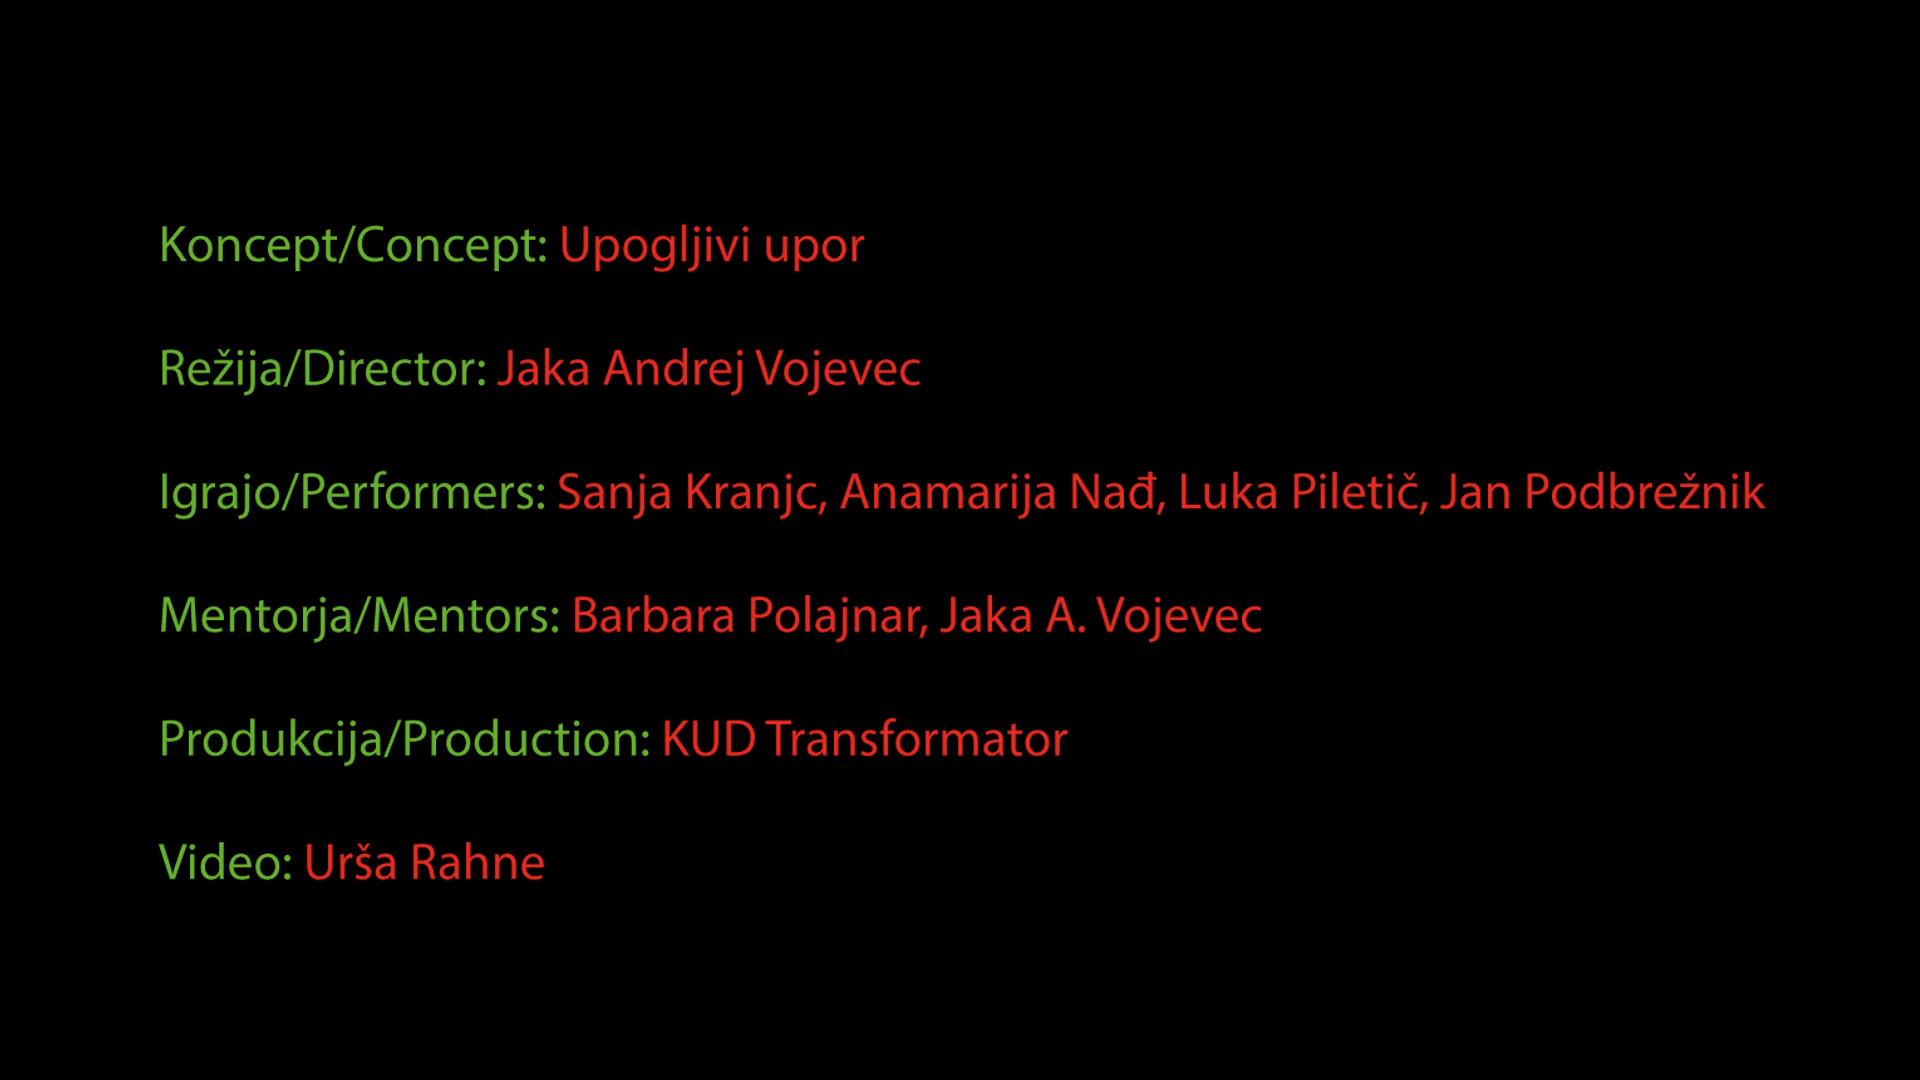 Koncept/Concept: Upogljivi upor
Režija/Director: Jaka Andrej Vojevec
Igrajo/Performers: Sanja Kranjc, Anamarija Nađ, Luka Piletič, Jan Podbrežnik
Mentorja/Mentors: Barbara Polajnar, Jaka A. Vojevec
Produkcija/Production: KUD Transformator
Video: Urša Rahne